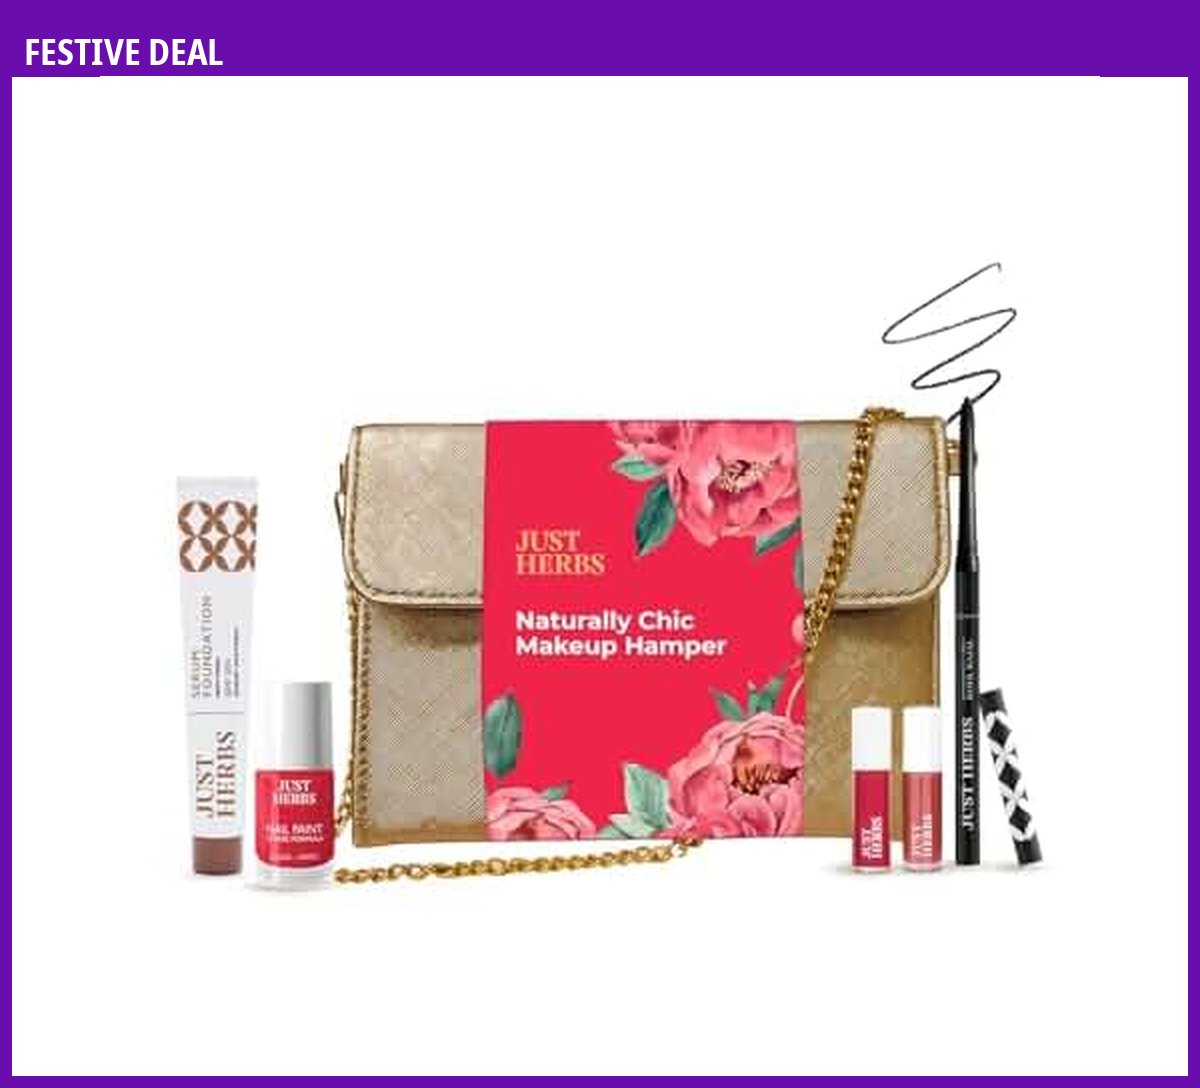 FESTIVE DEAL
JUST
HERBS
Naturally Chic
Makeup Hamper
SERUM
FOUNDATION
JUST
HERBS
JUST
HERBS
NAIL PAINT
JUST
HERBS
JUST
HERBS
JUST HERBS